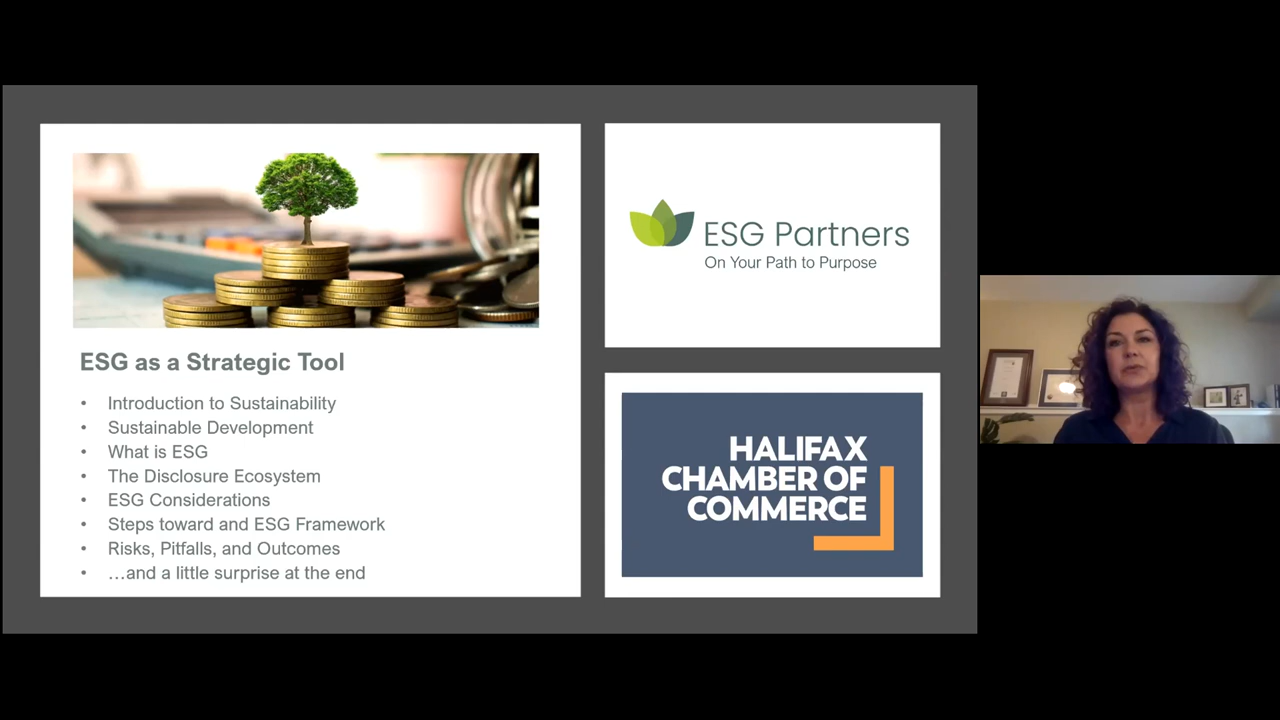 ESG as a Strategic Tool
• Introduction to Sustainability
• Sustainable Development
• What is ESG
• The Disclosure Ecosystem
• ESG Considerations
• Steps toward and ESG Framework
• Risks, Pitfalls, and Outcomes
• …and a little surprise at the end
ESG Partners
On Your Path to Purpose
HALIFAX
CHAMBER OF
COMMERCE